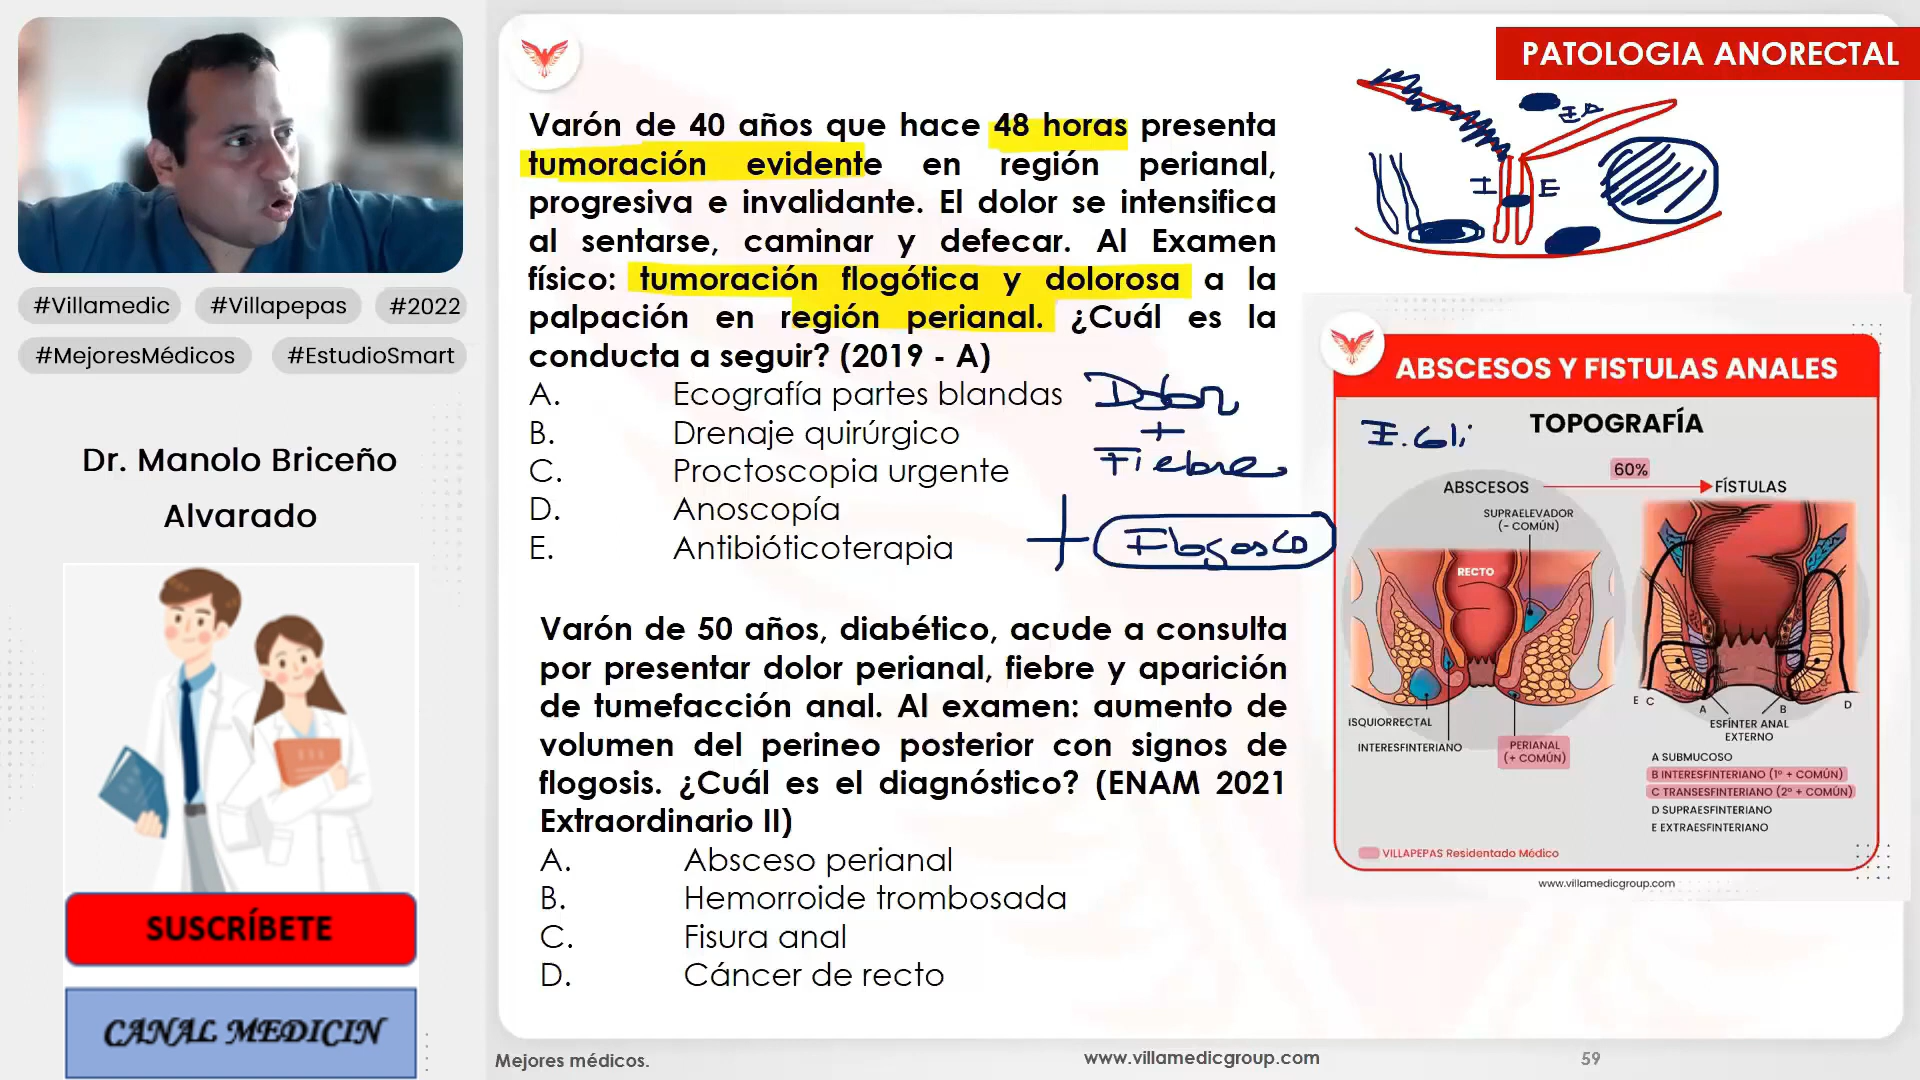 #Villamedic #Villapepas #2022
#MejoresMédicos #EstudioSmart
Dr. Manolo Briceño
Alvarado
SUSCRÍBETE
CANAL MEDICIN
PATOLOGIA ANORECTAL
Varón de 40 años que hace 48 horas presenta
tumoración evidente en región perianal,
progresiva e invalidante. El dolor se intensifica
al sentarse, caminar y defecar. Al Examen
físico: tumoración flogótica y dolorosa a la
palpación en región perianal. ¿Cuál es la
conducta a seguir? (2019 - A)
A. Ecografía partes blandas
B. Drenaje quirúrgico
C. Proctoscopia urgente
D. Anoscopía
E. Antibióticoterapia
Dolor
+
Fiebre
+
I E
Varón de 50 años, diabético, acude a consulta
por presentar dolor perianal, fiebre y aparición
de tumefacción anal. Al examen: aumento de
volumen del perineo posterior con signos de
flogosis. ¿Cuál es el diagnóstico? (ENAM 2021
Extraordinario II)
A. Absceso perianal
B. Hemorroide trombosada
C. Fisura anal
D. Cáncer de recto
ABSCESOS Y FISTULAS ANALES
TOPOGRAFÍA
E. Coli
60%
ABSCESOS FÍSTULAS
SUPRAELEVADOR
(- COMÚN)
RECTO
ISQUIORRECTAL
INTERESFINTERIANO
PERIANAL
(+ COMÚN)
E C A B D
ESFÍNTER ANAL
EXTERNO
A SUBMUCOSO
B INTERESFINTERIANO (1º + COMÚN)
C TRANSESFINTERIANO (2º + COMÚN)
D SUPRAESFINTERIANO
E EXTRAESFINTERIANO
VILLAPEPAS Residentado Médico
www.villamedicgroup.com
Mejores médicos.
www.villamedicgroup.com
59